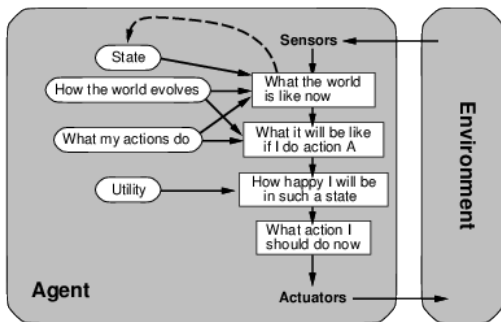 Sensors
State
What the world
is like now
How the world evolves
What my actions do
What it will be like
if I do action A
Utility
How happy I will be
in such a state
What action I
should do now
Agent
Actuators
Environment